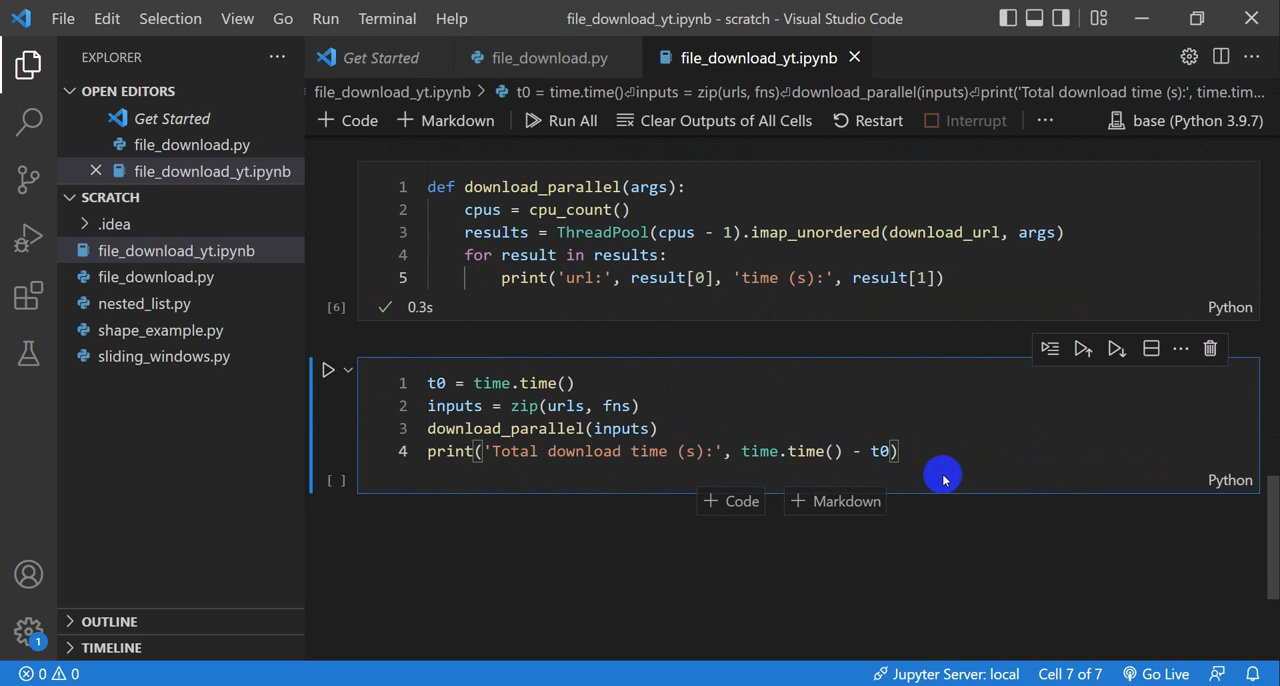 File Edit Selection View Go Run Terminal Help
file_download_yt.ipynb - scratch - Visual Studio Code
EXPLORER
OPEN EDITORS
Get Started
file_download.py
file_download_yt.ipynb
SCRATCH
.idea
file_download_yt.ipynb
file_download.py
nested_list.py
shape_example.py
sliding_windows.py
OUTLINE
TIMELINE
1
Get Started file_download.py file_download_yt.ipynb
file_download_yt.ipynb > t0 = time.time()⏎inputs = zip(urls, fns)⏎download_parallel(inputs)⏎print('Total download time (s):', time.tim...
+ Code + Markdown Run All Clear Outputs of All Cells Restart Interrupt ... base (Python 3.9.7)
1 def download_parallel(args):
2 cpus = cpu_count()
3 results = ThreadPool(cpus - 1).imap_unordered(download_url, args)
4 for result in results:
5 print('url:', result[0], 'time (s):', result[1])
[6] 0.3s Python
1 t0 = time.time()
2 inputs = zip(urls, fns)
3 download_parallel(inputs)
4 print('Total download time (s):', time.time() - t0)
[ ] Python
+ Code + Markdown
0 0 Jupyter Server: local Cell 7 of 7 Go Live